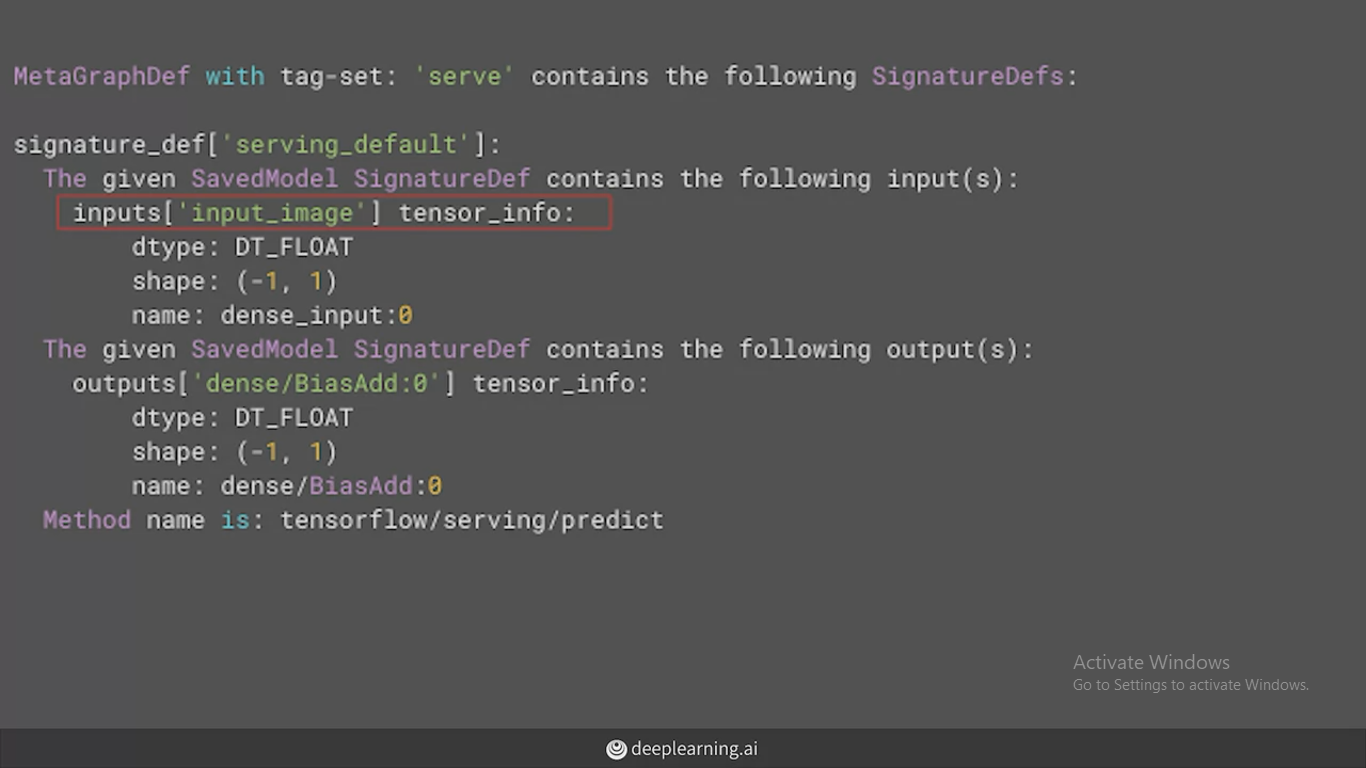 MetaGraphDef with tag-set: 'serve' contains the following SignatureDefs:
signature_def['serving_default']:
The given SavedModel SignatureDef contains the following input(s):
inputs['input_image'] tensor_info:
dtype: DT_FLOAT
shape: (-1, 1)
name: dense_input:0
The given SavedModel SignatureDef contains the following output(s):
outputs['dense/BiasAdd:0'] tensor_info:
dtype: DT_FLOAT
shape: (-1, 1)
name: dense/BiasAdd:0
Method name is: tensorflow/serving/predict
Activate Windows
Go to Settings to activate Windows.
deeplearning.ai